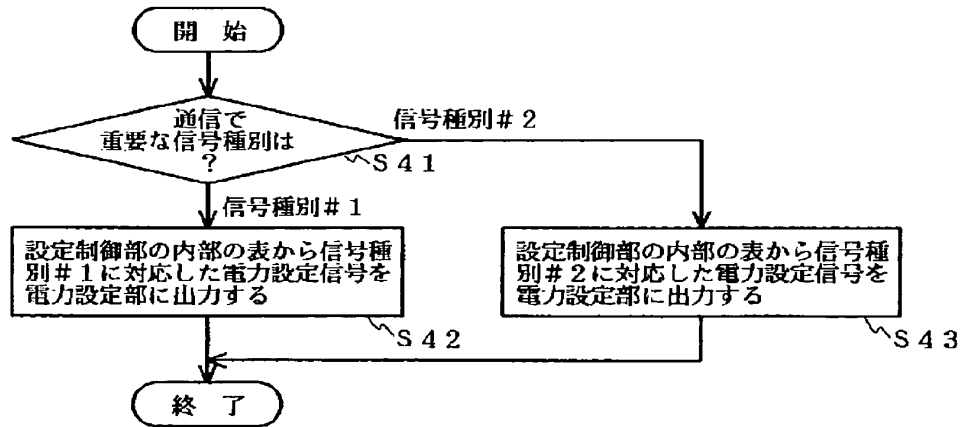 開 始
通信で
重要な信号種別は
?
信号種別#2
S41
信号種別#1
設定制御部の内部の表から信号種
別#1に対応した電力設定信号を
電力設定部に出力する
S42
設定制御部の内部の表から信号種
別#2に対応した電力設定信号を
電力設定部に出力する
S43
終 了